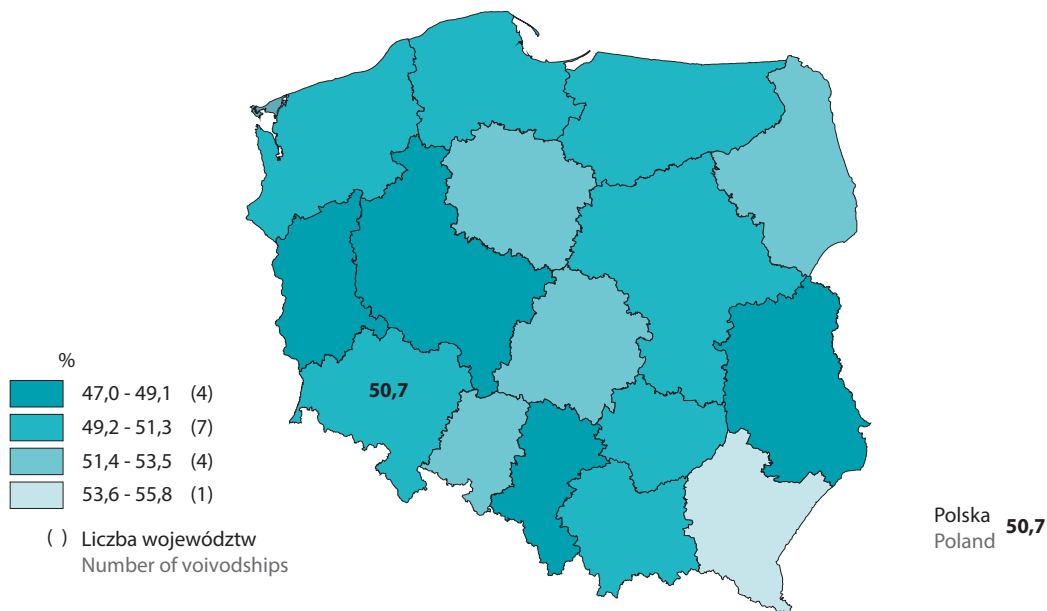 50,7
%
47,0 - 49,1 (4)
49,2 - 51,3 (7)
51,4 - 53,5 (4)
53,6 - 55,8 (1)
( ) Liczba województw
Number of voivodships
Polska 50,7
Poland